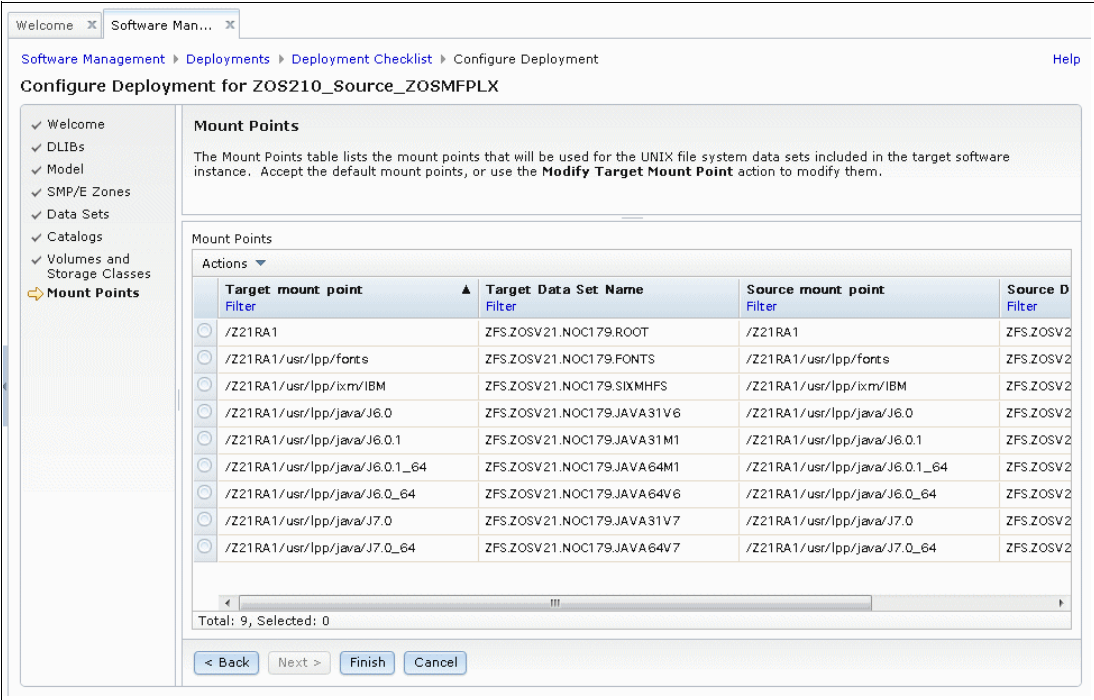 Welcome X Software Man... X
Software Management Deployments Deployment Checklist Configure Deployment Help
Configure Deployment for ZOS210_Source_ZOSMFPLX
Welcome
DLIBs
Model
SMP/E Zones
Data Sets
Catalogs
Volumes and
Storage Classes
Mount Points
Mount Points
The Mount Points table lists the mount points that will be used for the UNIX file system data sets included in the target software
instance. Accept the default mount points, or use the Modify Target Mount Point action to modify them.
Mount Points
Actions
Target mount point Target Data Set Name Source mount point Source D
Filter Filter Filter Filter
/Z21RA1 ZFS.ZOSV21.NOC179.ROOT /Z21RA1 ZFS.ZOSV2
/Z21RA1/usr/lpp/fonts ZFS.ZOSV21.NOC179.FONTS /Z21RA1/usr/lpp/fonts ZFS.ZOSV2
/Z21RA1/usr/lpp/ixm/IBM ZFS.ZOSV21.NOC179.SIXMHFS /Z21RA1/usr/lpp/ixm/IBM ZFS.ZOSV2
/Z21RA1/usr/lpp/java/J6.0 ZFS.ZOSV21.NOC179.JAVA31V6 /Z21RA1/usr/lpp/java/J6.0 ZFS.ZOSV2
/Z21RA1/usr/lpp/java/J6.0.1 ZFS.ZOSV21.NOC179.JAVA31M1 /Z21RA1/usr/lpp/java/J6.0.1 ZFS.ZOSV2
/Z21RA1/usr/lpp/java/J6.0.1_64 ZFS.ZOSV21.NOC179.JAVA64M1 /Z21RA1/usr/lpp/java/J6.0.1_64 ZFS.ZOSV2
/Z21RA1/usr/lpp/java/J6.0_64 ZFS.ZOSV21.NOC179.JAVA64V6 /Z21RA1/usr/lpp/java/J6.0_64 ZFS.ZOSV2
/Z21RA1/usr/lpp/java/J7.0 ZFS.ZOSV21.NOC179.JAVA31V7 /Z21RA1/usr/lpp/java/J7.0 ZFS.ZOSV2
/Z21RA1/usr/lpp/java/J7.0_64 ZFS.ZOSV21.NOC179.JAVA64V7 /Z21RA1/usr/lpp/java/J7.0_64 ZFS.ZOSV2
Total: 9, Selected: 0
< Back Next > Finish Cancel